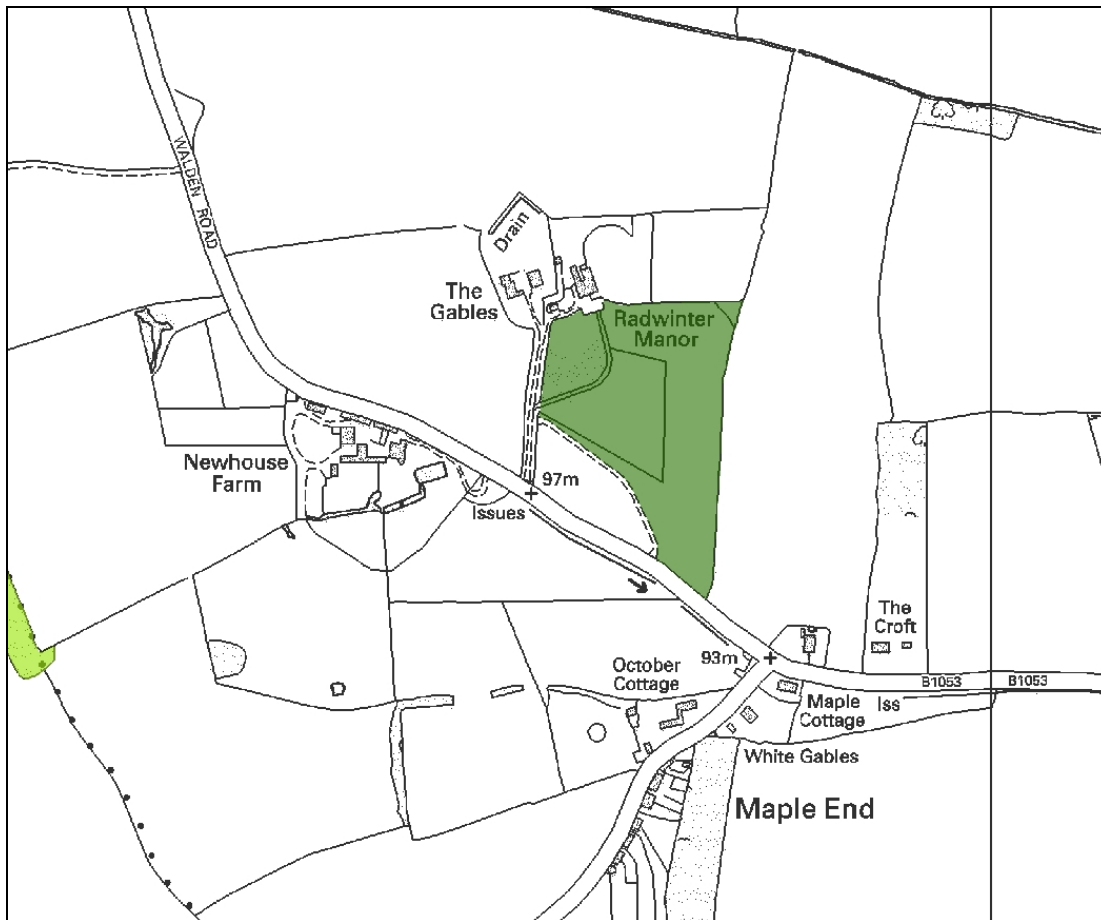 WALDEN ROAD
Drain
The
Gables
Radwinter
Manor
Newhouse
Farm
97m
Issues
The
Croft
93m
October
Cottage
B1053
B1053
Maple
Cottage
Iss
White Gables
Maple End